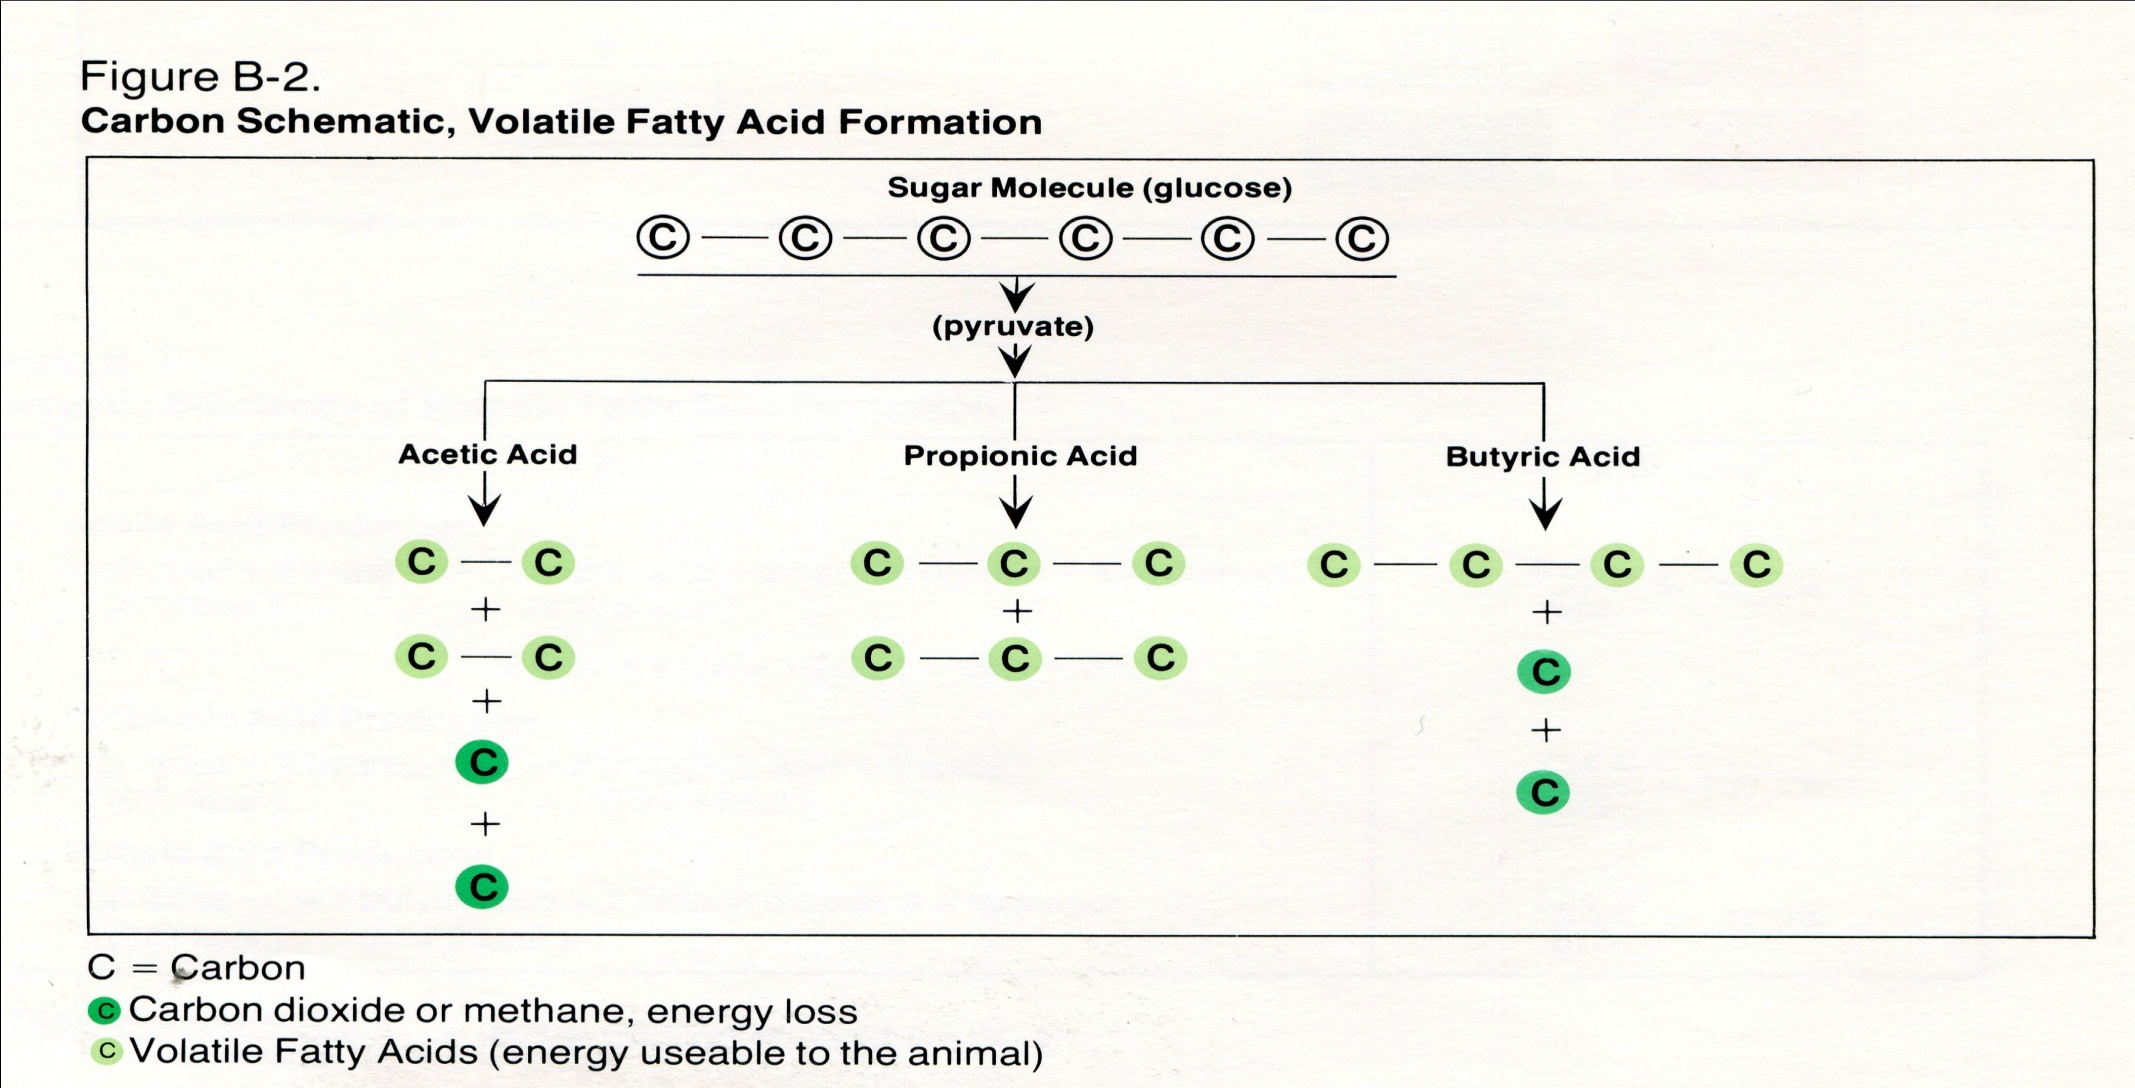 Figure B-2.
Carbon Schematic, Volatile Fatty Acid Formation
Sugar Molecule (glucose)
C — C — C — C — C — C
(pyruvate)
Acetic Acid Propionic Acid Butyric Acid
C — C C — C — C C — C — C — C
+ + +
C — C C — C — C C
+ +
C C
+
C
C = Carbon
C Carbon dioxide or methane, energy loss
C Volatile Fatty Acids (energy useable to the animal)